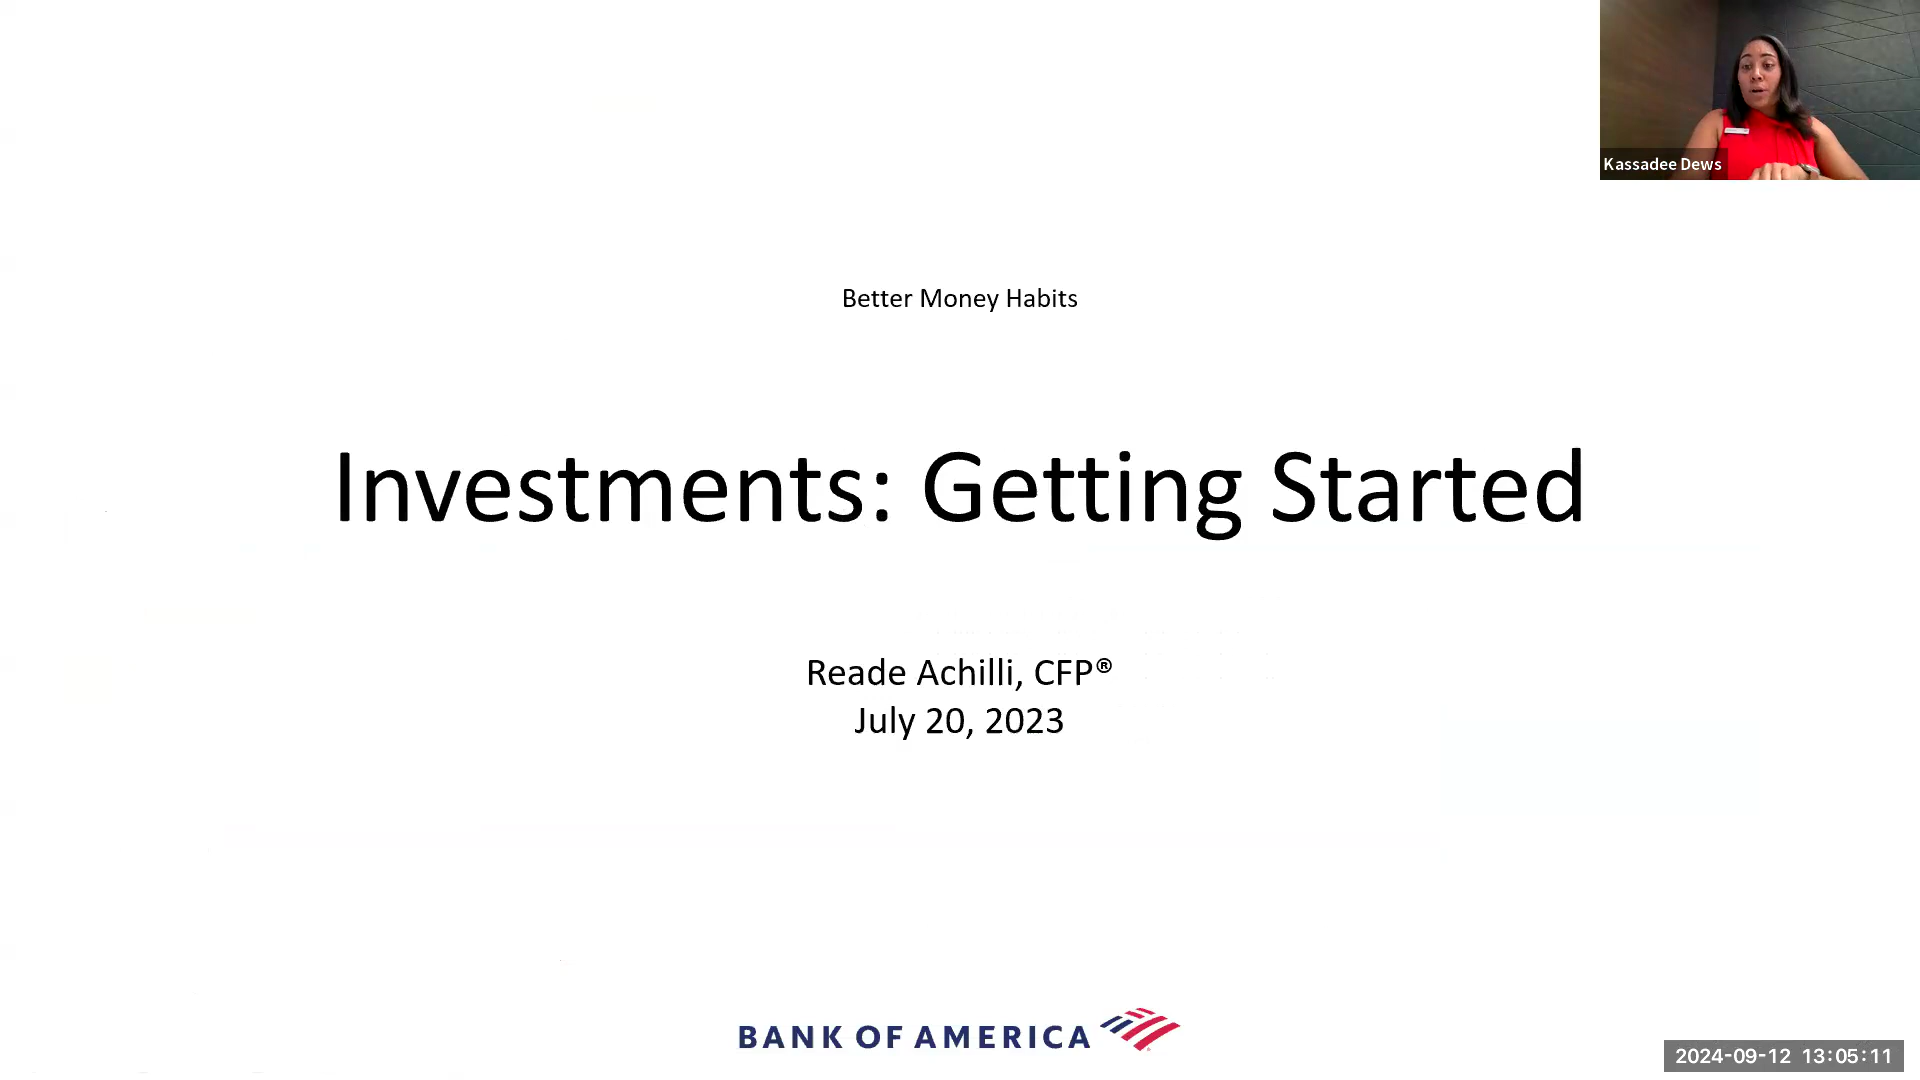 Kassadee Dews
Better Money Habits
Investments: Getting Started
Reade Achilli, CFP®
July 20, 2023
BANK OF AMERICA
2024-09-12 13:05:11